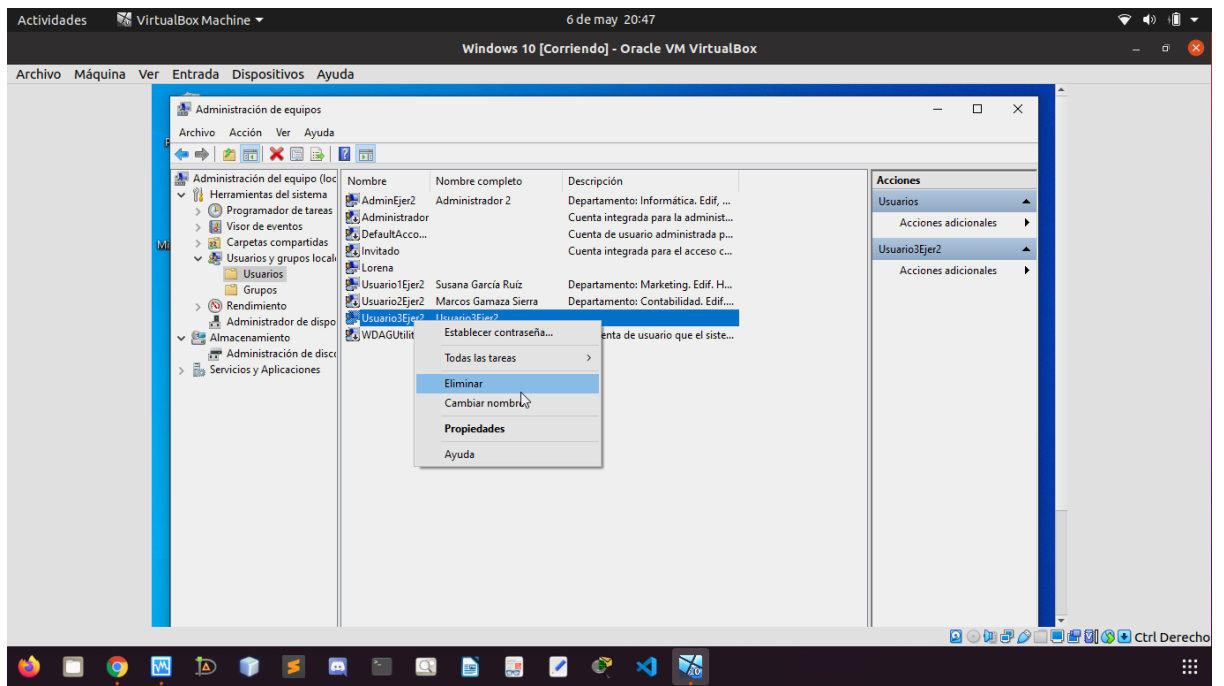 Actividades VirtualBox Machine 6 de may 20:47
Windows 10 [Corriendo] - Oracle VM VirtualBox
Archivo Máquina Ver Entrada Dispositivos Ayuda
Administración de equipos
Archivo Acción Ver Ayuda
Administración del equipo (loc
Herramientas del sistema
Programador de tareas
Visor de eventos
Carpetas compartidas
Usuarios y grupos local
Usuarios
Grupos
Rendimiento
Administrador de dispo
Almacenamiento
Administración de disco
Servicios y Aplicaciones
Nombre Nombre completo Descripción
AdminEjer2 Administrador 2 Departamento: Informática. Edif, ...
Administrador Cuenta integrada para la administ...
DefaultAcco... Cuenta de usuario administrada p...
Invitado Cuenta integrada para el acceso c...
Lorena
Usuario1Ejer2 Susana García Ruíz Departamento: Marketing. Edif. H...
Usuario2Ejer2 Marcos Gamaza Sierra Departamento: Contabilidad. Edif....
Usuario3Ejer2 Usuario3Ejer2
WDAGUtilit enta de usuario que el siste...
Establecer contraseña...
Todas las tareas
Eliminar
Cambiar nombre
Propiedades
Ayuda
Acciones
Usuarios
Acciones adicionales
Usuario3Ejer2
Acciones adicionales
Ctrl Derecho